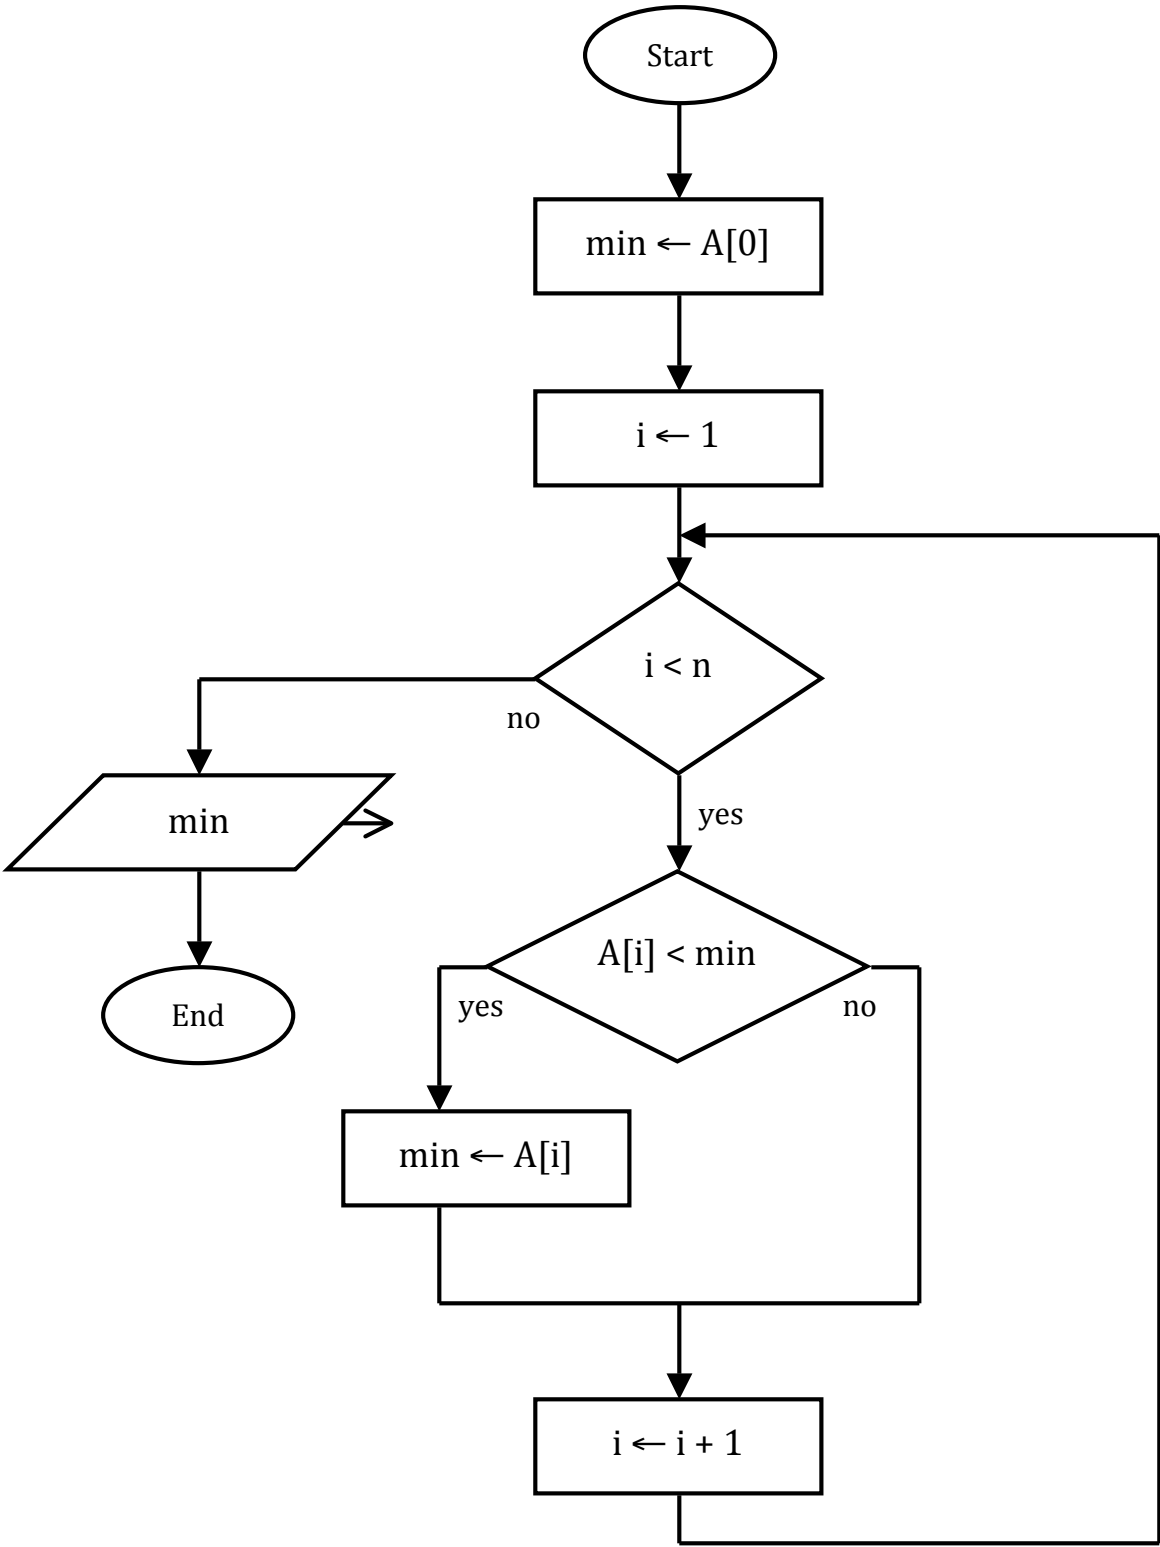 Start
min ← A[0]
i ← 1
i < n
no
yes
min
A[i] < min
yes
no
End
min ← A[i]
i ← i + 1